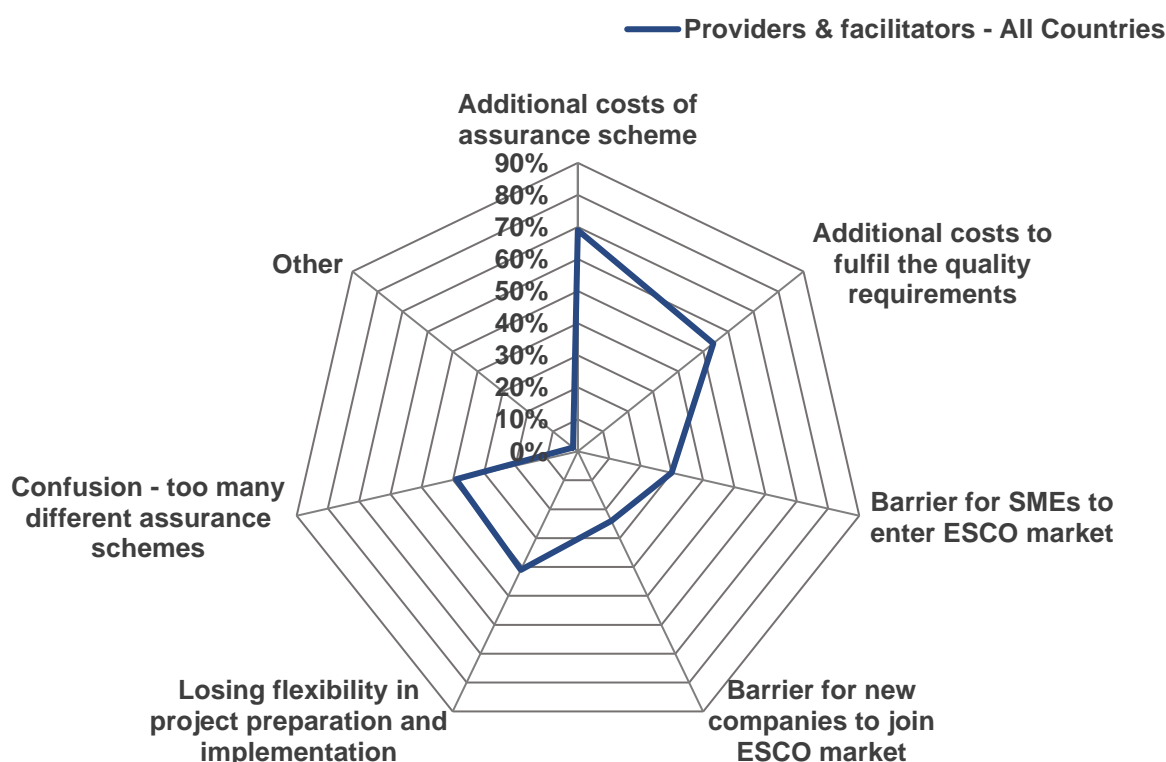 Providers & facilitators - All Countries
Additional costs of
assurance scheme
90%
80%
70%
60%
50%
40%
30%
20%
10%
0%
Additional costs to
fulfil the quality
requirements
Barrier for SMEs to
enter ESCO market
Barrier for new
companies to join
ESCO market
Losing flexibility in
project preparation and
implementation
Confusion - too many
different assurance
schemes
Other